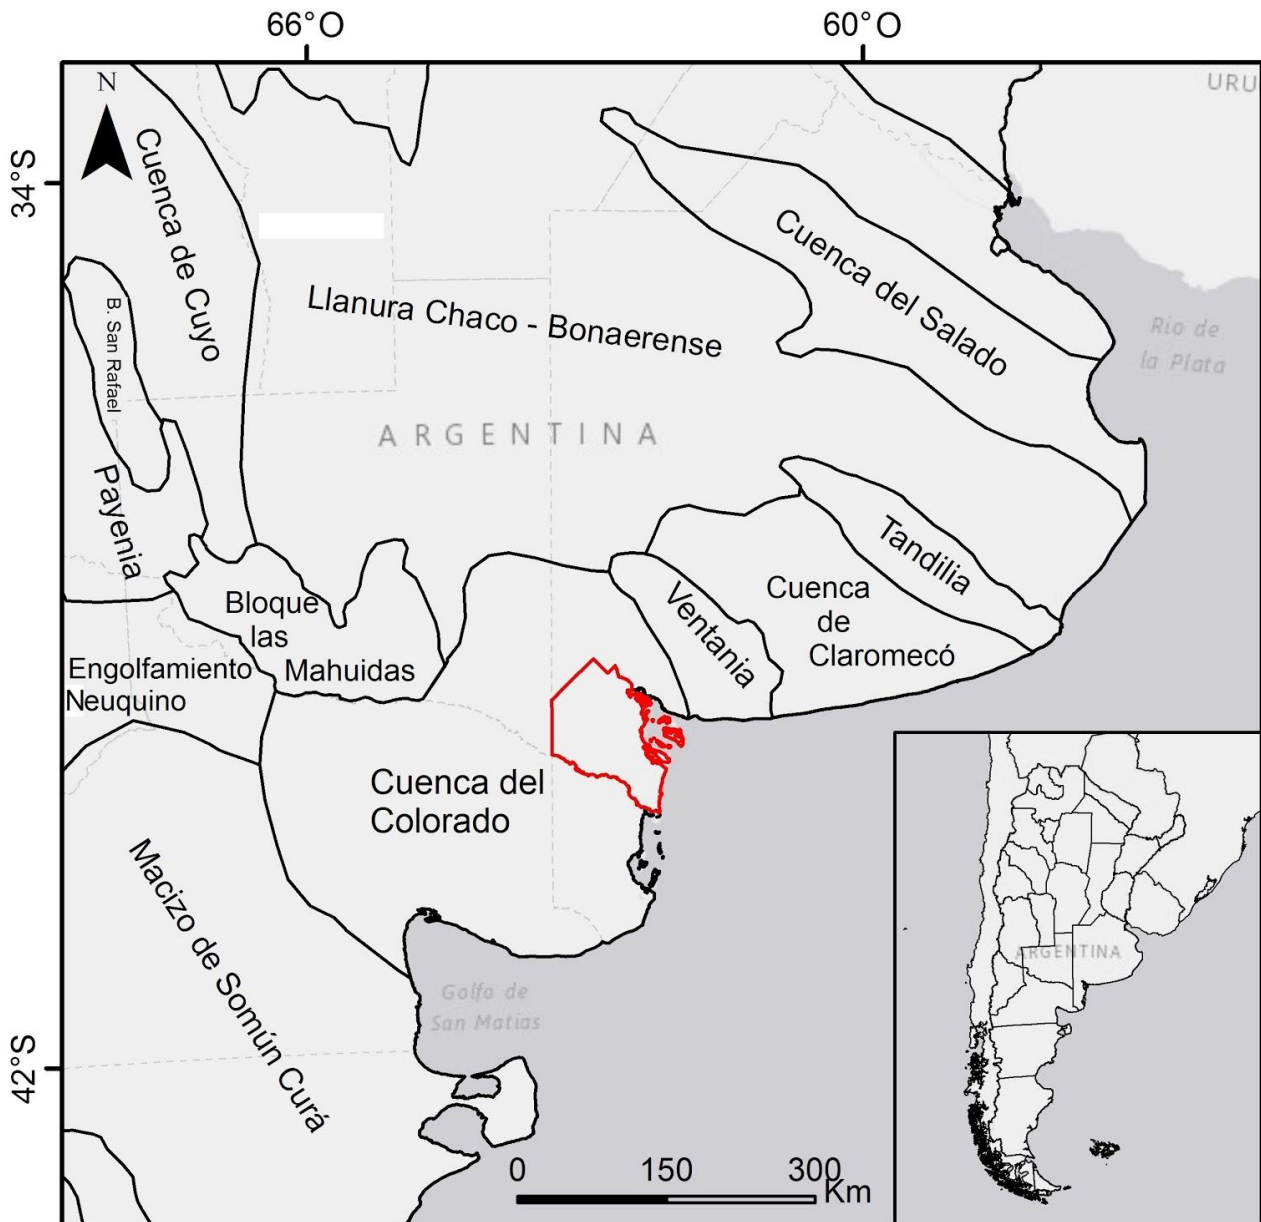 66°O
60°O
N
URU
34°S
Cuenca de Cuyo
Cuenca del Salado
B. San Rafael
Llanura Chaco - Bonaerense
Río de
la Plata
ARGENTINA
Payenia
Tandilia
Bloque
las
Mahuidas
Ventania
Cuenca
de
Claromecó
Engolfamiento
Neuquino
Cuenca del
Colorado
Macizo de Somún Curá
Golfo de
San Matias
ARGENTINA
42°S
0
150
300
Km